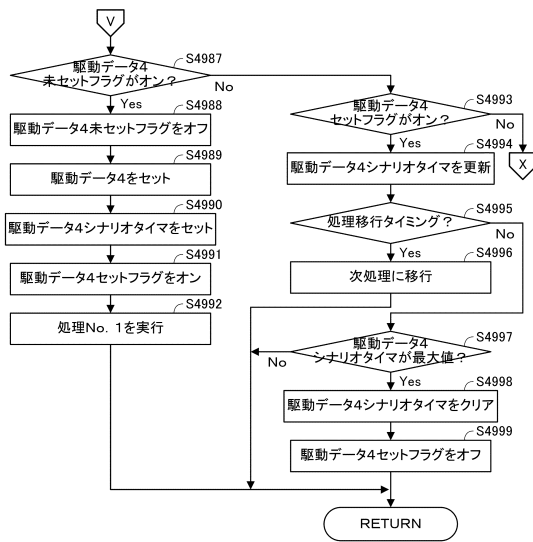 V
S4987
駆動データ4
未セットフラグがオン?
No
Yes
S4988
駆動データ4未セットフラグをオフ
S4989
駆動データ4をセット
S4990
駆動データ4シナリオタイマをセット
S4991
駆動データ4セットフラグをオン
S4992
処理No. 1を実行
S4993
駆動データ4
セットフラグがオン?
No
X
Yes
S4994
駆動データ4シナリオタイマを更新
S4995
処理移行タイミング?
No
Yes
S4996
次処理に移行
S4997
駆動データ4
シナリオタイマが最大値?
No
Yes
S4998
駆動データ4シナリオタイマをクリア
S4999
駆動データ4セットフラグをオフ
RETURN